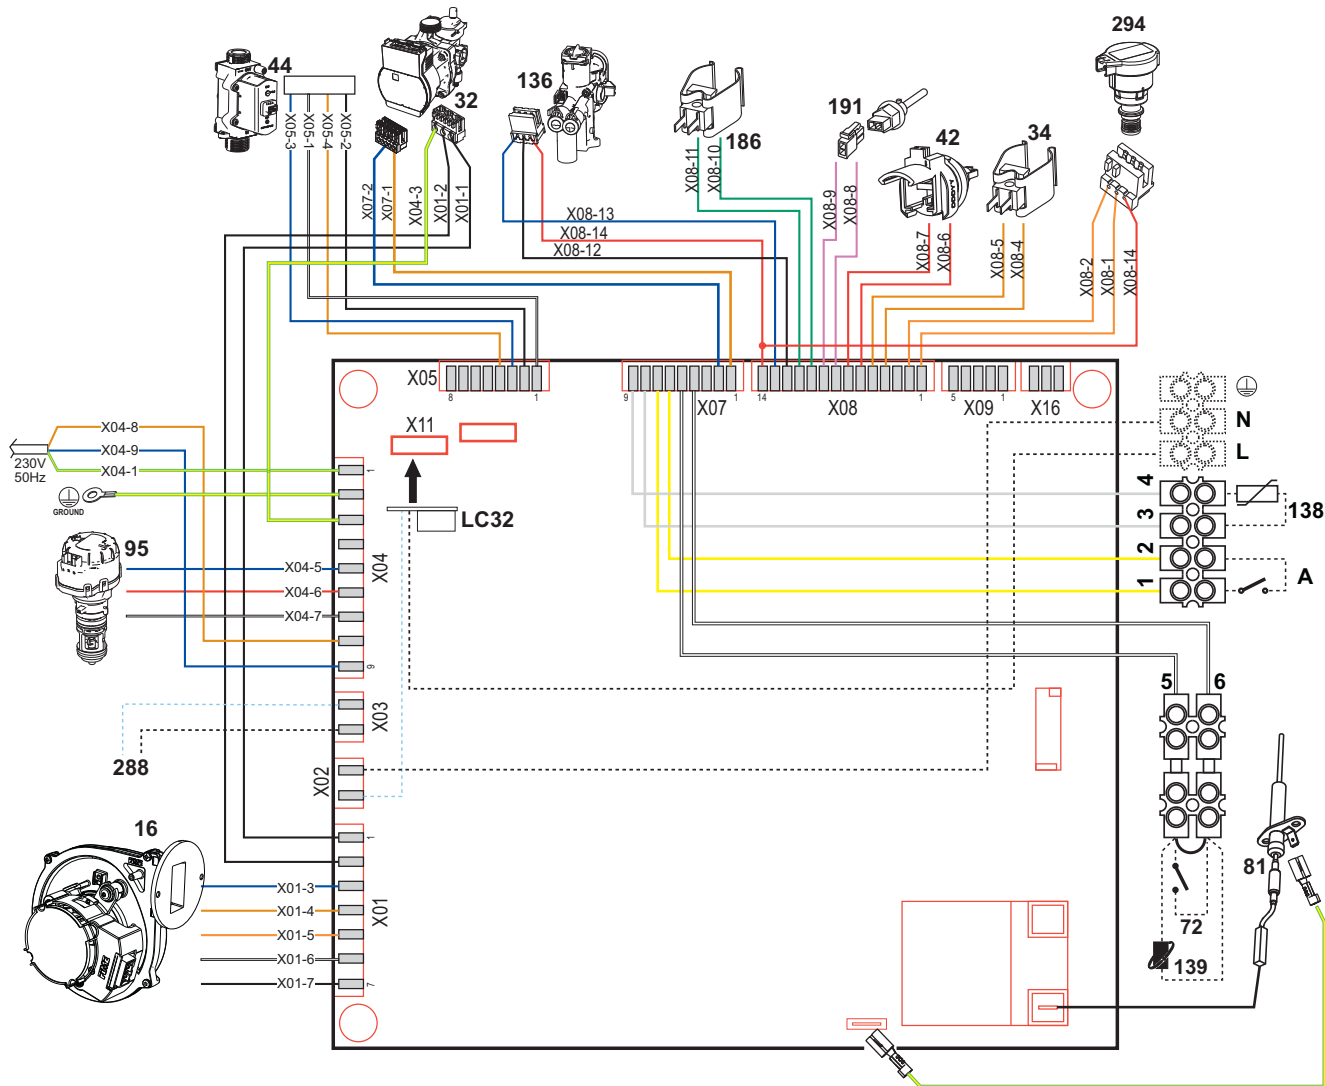 294
44
136
32
191
186
42
34
X05-3
X05-1
X05-4
X05-2
X07-2
X07-1
X04-3
X01-2
X01-1
X08-13
X08-14
X08-12
X08-11
X08-10
X08-9
X08-8
X08-7
X08-6
X08-5
X08-4
X08-2
X08-1
X08-14
X05
8
1
9
X07
1
14
X08
1
5
X09
1
X16
X11
N
L
X04-8
X04-9
X04-1
230V
50Hz
GROUND
LC32
1
X04
9
95
X04-5
X04-6
X04-7
4
3
2
1
138
A
X03
288
X02
5
6
16
1
X01
7
X01-3
X01-4
X01-5
X01-6
X01-7
81
72
139